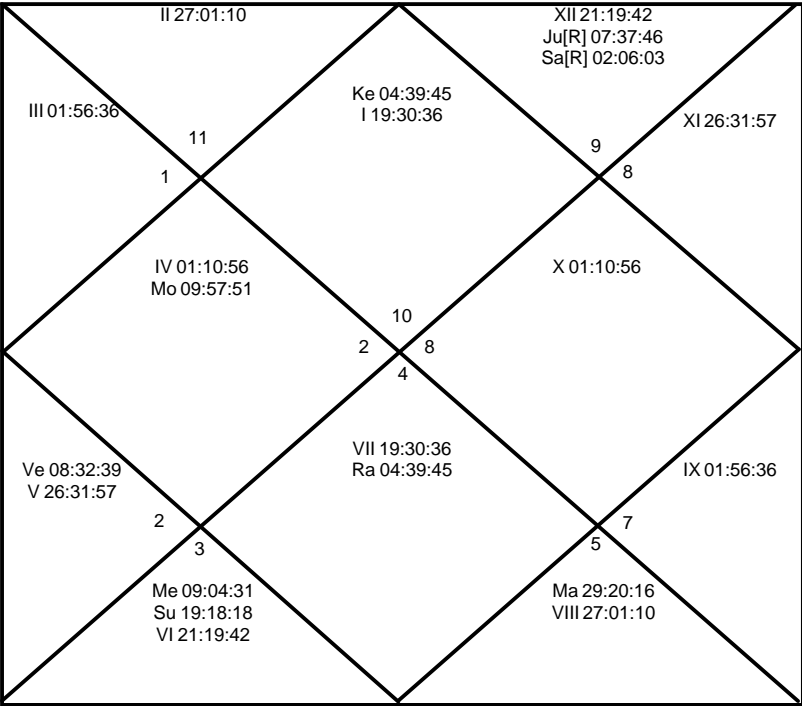 II 27:01:10
XII 21:19:42
Ju[R] 07:37:46
Sa[R] 02:06:03
Ke 04:39:45
I 19:30:36
III 01:56:36
XI 26:31:57
11
9
1
8
IV 01:10:56
Mo 09:57:51
X 01:10:56
10
2
8
4
VII 19:30:36
Ra 04:39:45
Ve 08:32:39
V 26:31:57
IX 01:56:36
2
7
3
5
Me 09:04:31
Su 19:18:18
VI 21:19:42
Ma 29:20:16
VIII 27:01:10